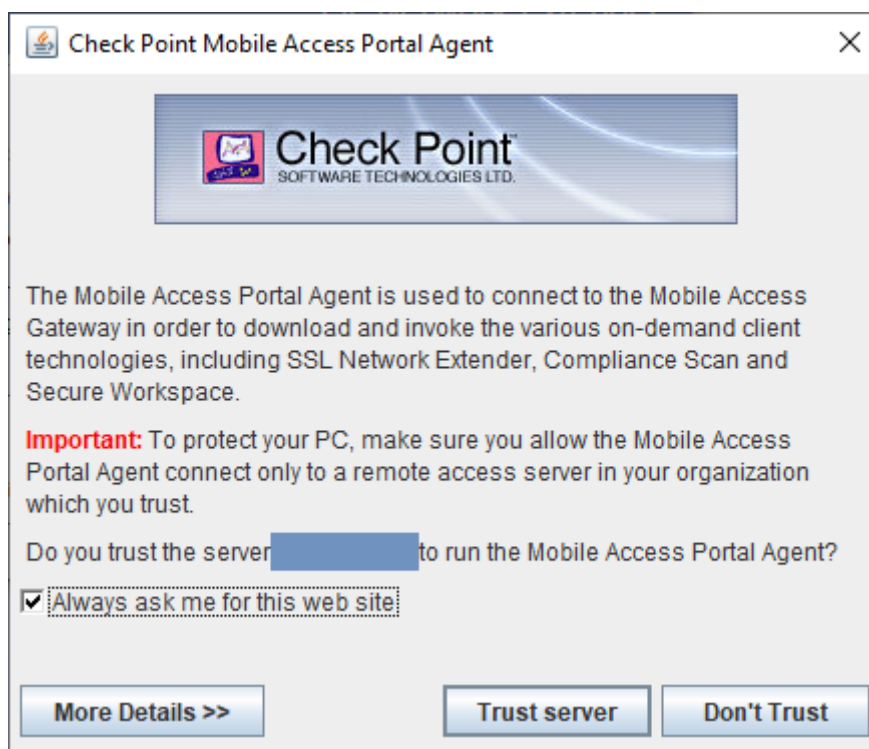 Check Point Mobile Access Portal Agent
Check Point
SOFTWARE TECHNOLOGIES LTD.
The Mobile Access Portal Agent is used to connect to the Mobile Access
Gateway in order to download and invoke the various on-demand client
technologies, including SSL Network Extender, Compliance Scan and
Secure Workspace.
Important: To protect your PC, make sure you allow the Mobile Access
Portal Agent connect only to a remote access server in your organization
which you trust.
Do you trust the server to run the Mobile Access Portal Agent?
Always ask me for this web site
More Details >>
Trust server
Don't Trust